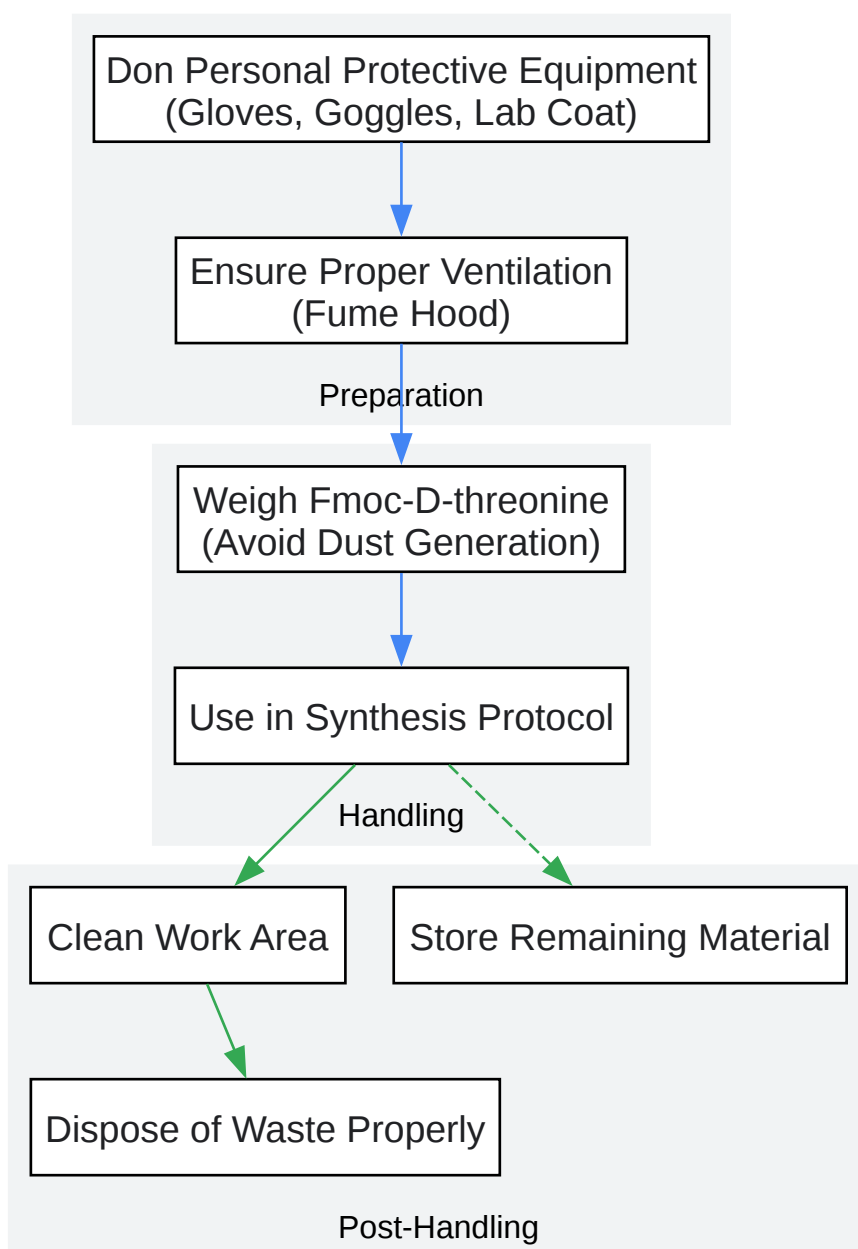 Don Personal Protective Equipment
(Gloves, Goggles, Lab Coat)
Ensure Proper Ventilation
(Fume Hood)
Preparation
Weigh Fmoc-D-threonine
(Avoid Dust Generation)
Use in Synthesis Protocol
Handling
Clean Work Area
Store Remaining Material
Dispose of Waste Properly
Post-Handling